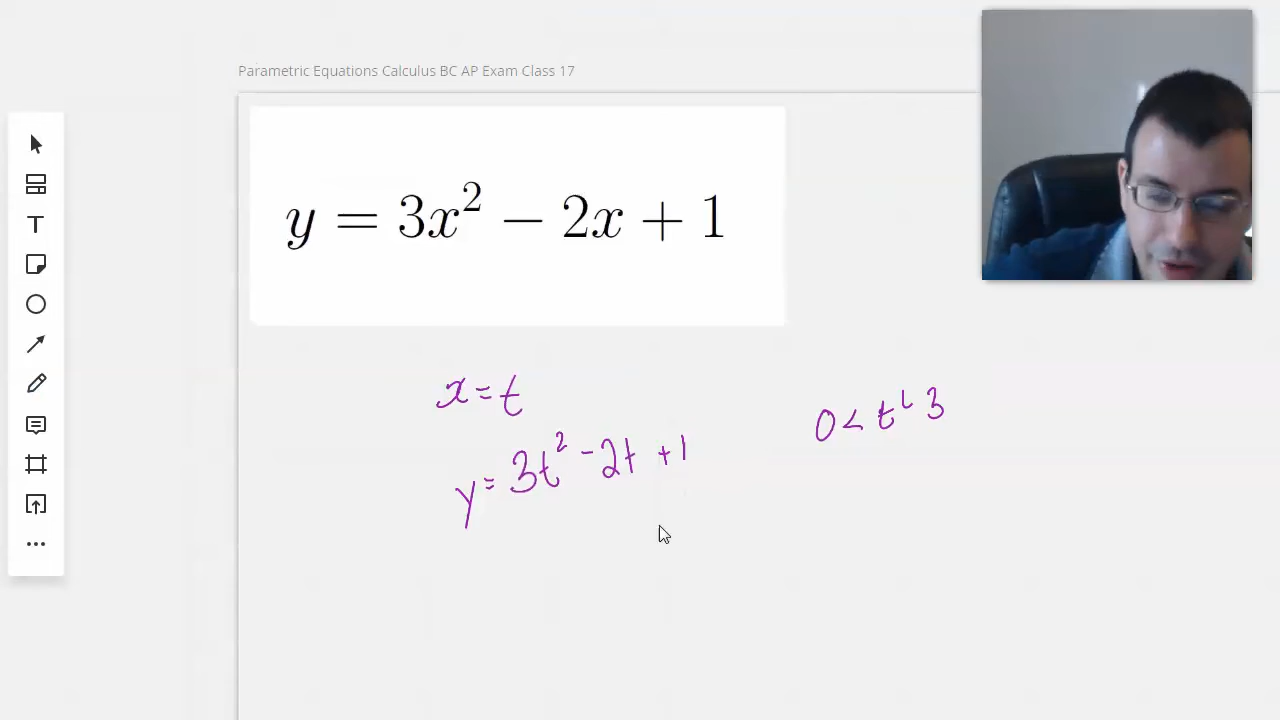 Parametric Equations Calculus BC AP Exam Class 17
y = 3x² − 2x + 1
x = t
0 < t < 3
y = 3t² - 2t + 1
T